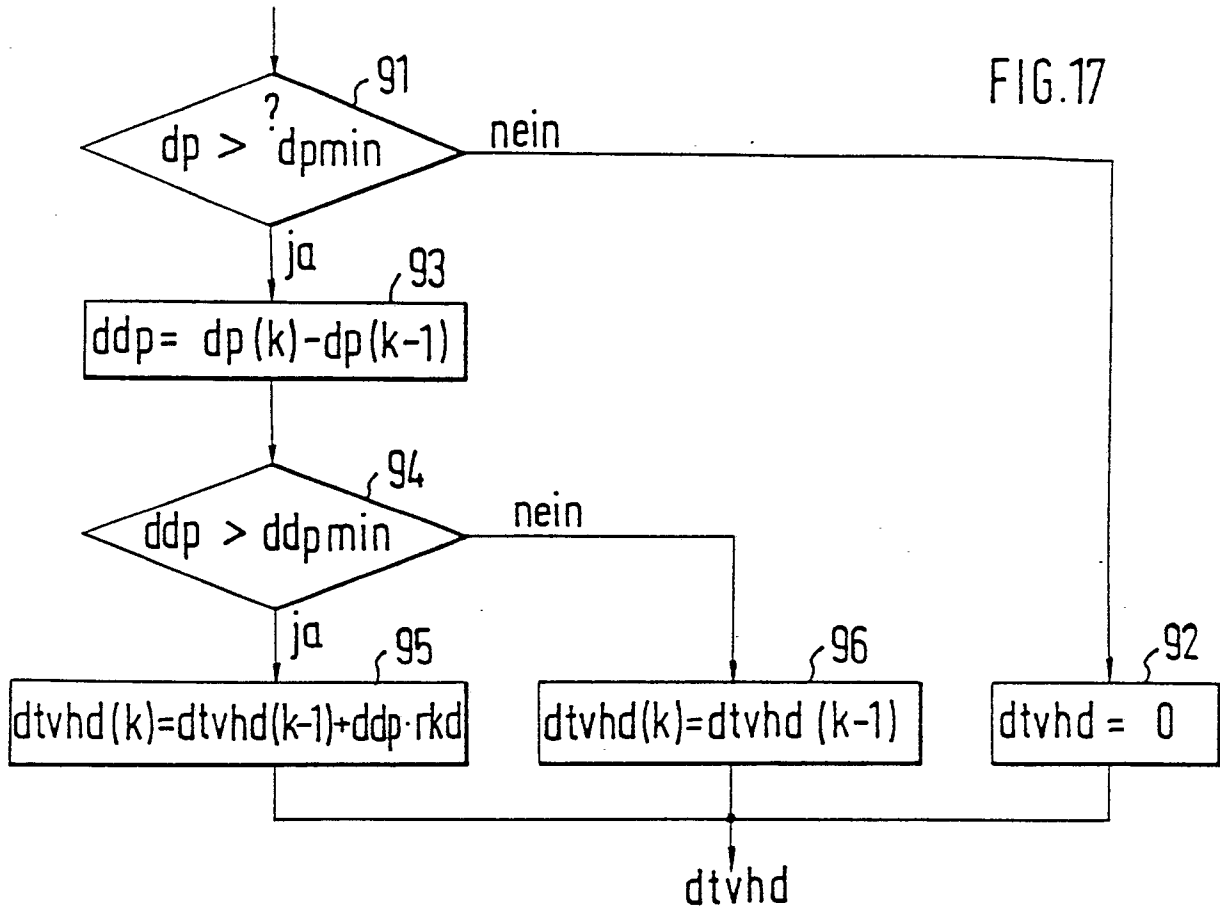 FIG.17
91
?
dp > dpmin
nein
ja
93
ddp = dp(k)-dp(k-1)
94
ddp > ddpmin
nein
ja
95
dtvhd(k)=dtvhd(k-1)+ddp·rkd
96
dtvhd(k)=dtvhd (k-1)
92
dtvhd = 0
dtvhd